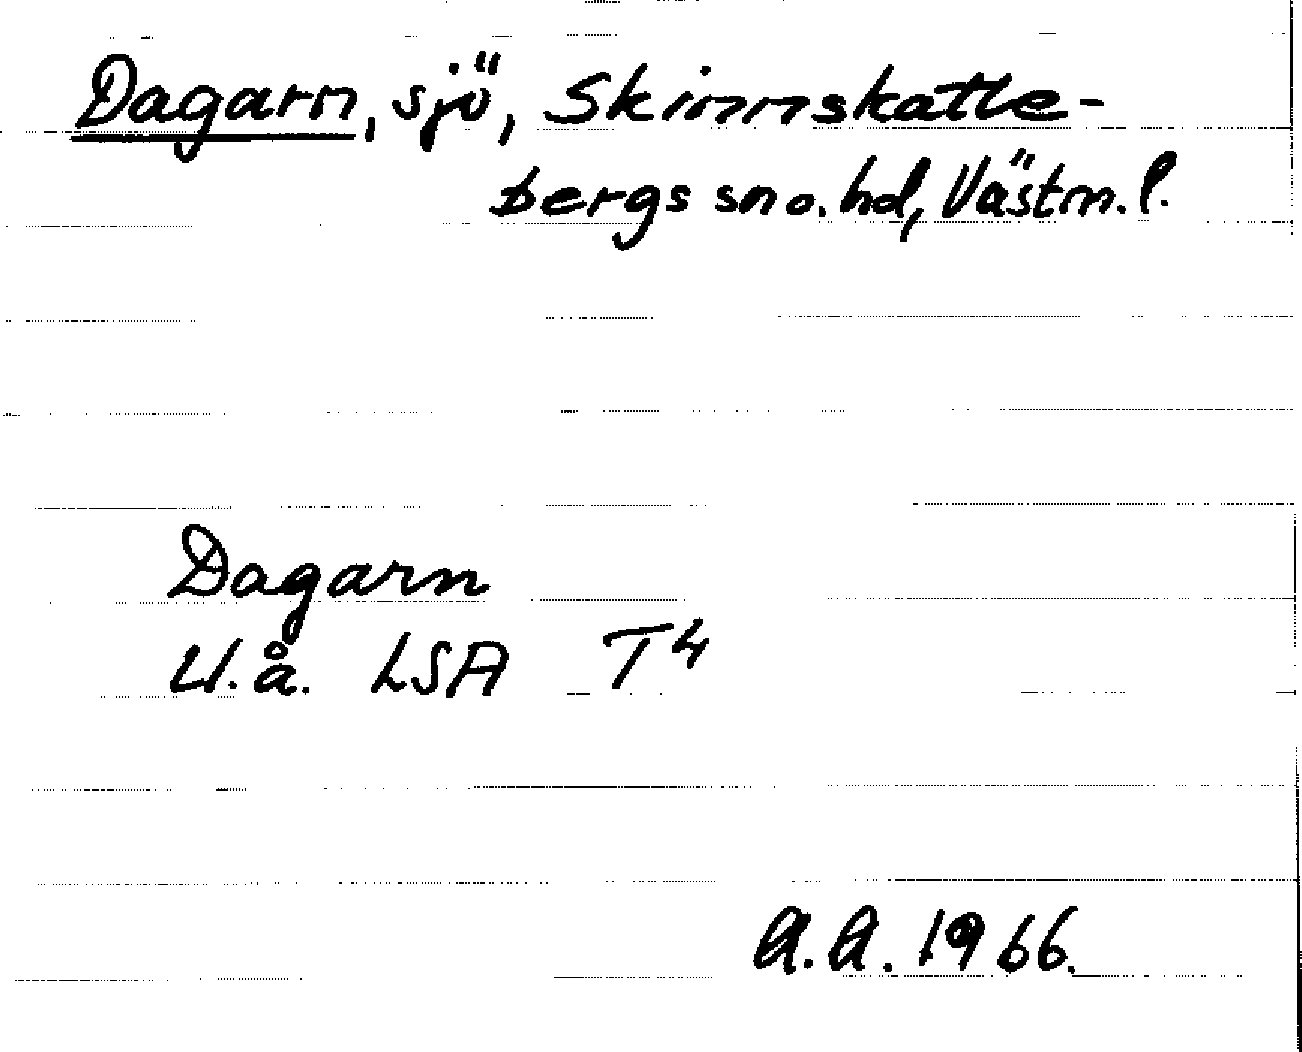 Dagarn, sjö, Skinnskatte-
bergs sn o. hd, Västm. l.
Dagarn
U.å. LSA T4
A.A. 1966.